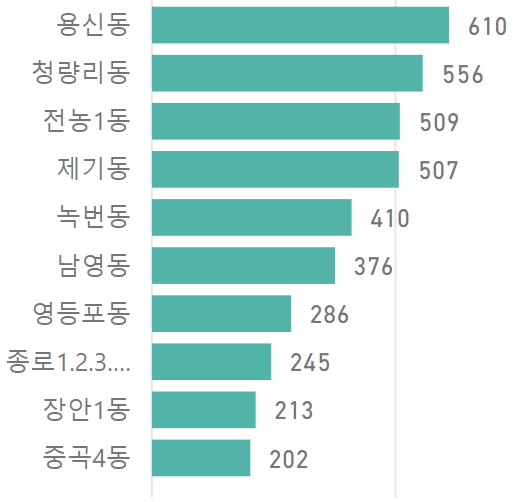 용신동 610
청량리동 556
전농1동 509
제기동 507
녹번동 410
남영동 376
영등포동 286
종로1.2.3.... 245
장안1동 213
중곡4동 202